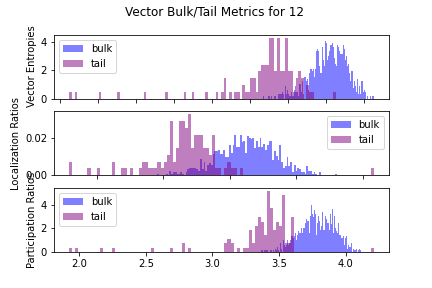 Vector Bulk/Tail Metrics for 12
Vector Entropies
4
2
0
bulk
tail
Localization Ratios
0.02
0.00
bulk
tail
Participation Ratios
4
2
0
bulk
tail
2.0 2.5 3.0 3.5 4.0